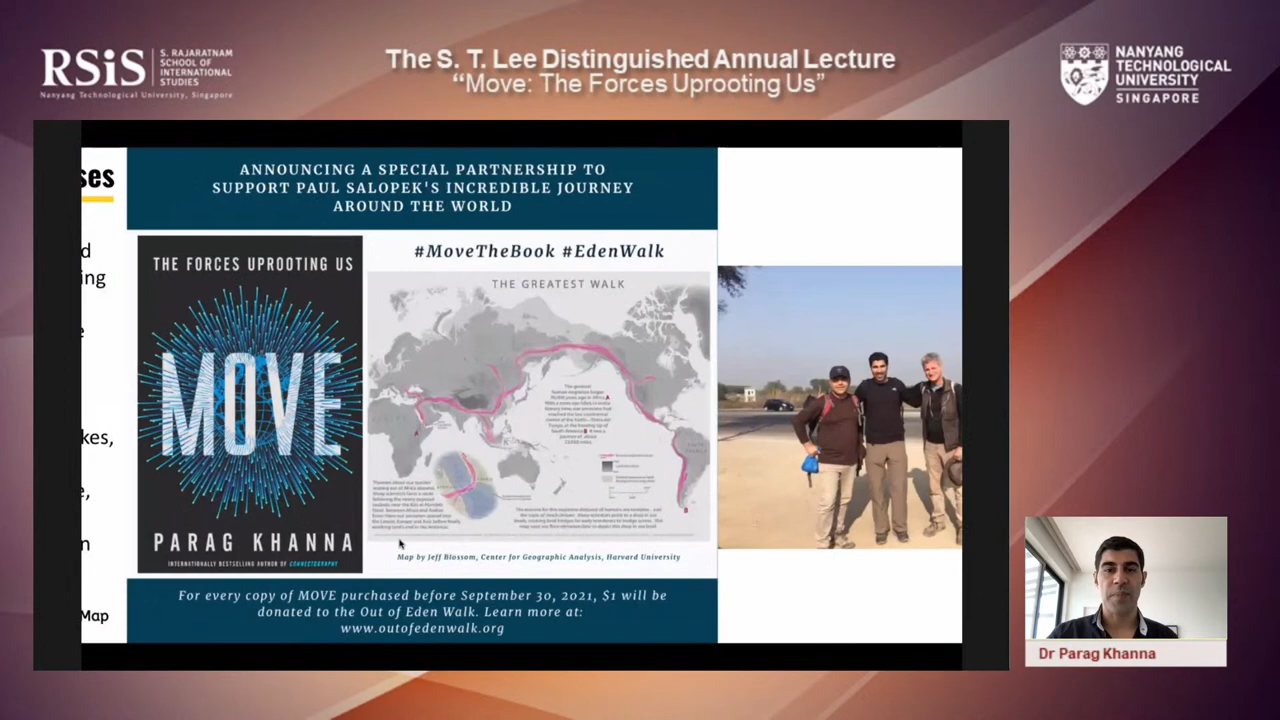 RSiS
S. RAJARATNAM
SCHOOL OF
INTERNATIONAL
STUDIES
Nanyang Technological University, Singapore
The S. T. Lee Distinguished Annual Lecture
“Move: The Forces Uprooting Us”
NANYANG
TECHNOLOGICAL
UNIVERSITY
SINGAPORE
ses
d
ing
e
kes,
e,
n
Map
ANNOUNCING A SPECIAL PARTNERSHIP TO
SUPPORT PAUL SALOPEK'S INCREDIBLE JOURNEY
AROUND THE WORLD
THE FORCES UPROOTING US
MOVE
PARAG KHANNA
INTERNATIONALLY BESTSELLING AUTHOR OF CONNECTOGRAPHY
#MoveTheBook #EdenWalk
THE GREATEST WALK
Map by Jeff Blossom, Center for Geographic Analysis, Harvard University
For every copy of MOVE purchased before September 30, 2021, $1 will be
donated to the Out of Eden Walk. Learn more at:
www.outofedenwalk.org
Dr Parag Khanna